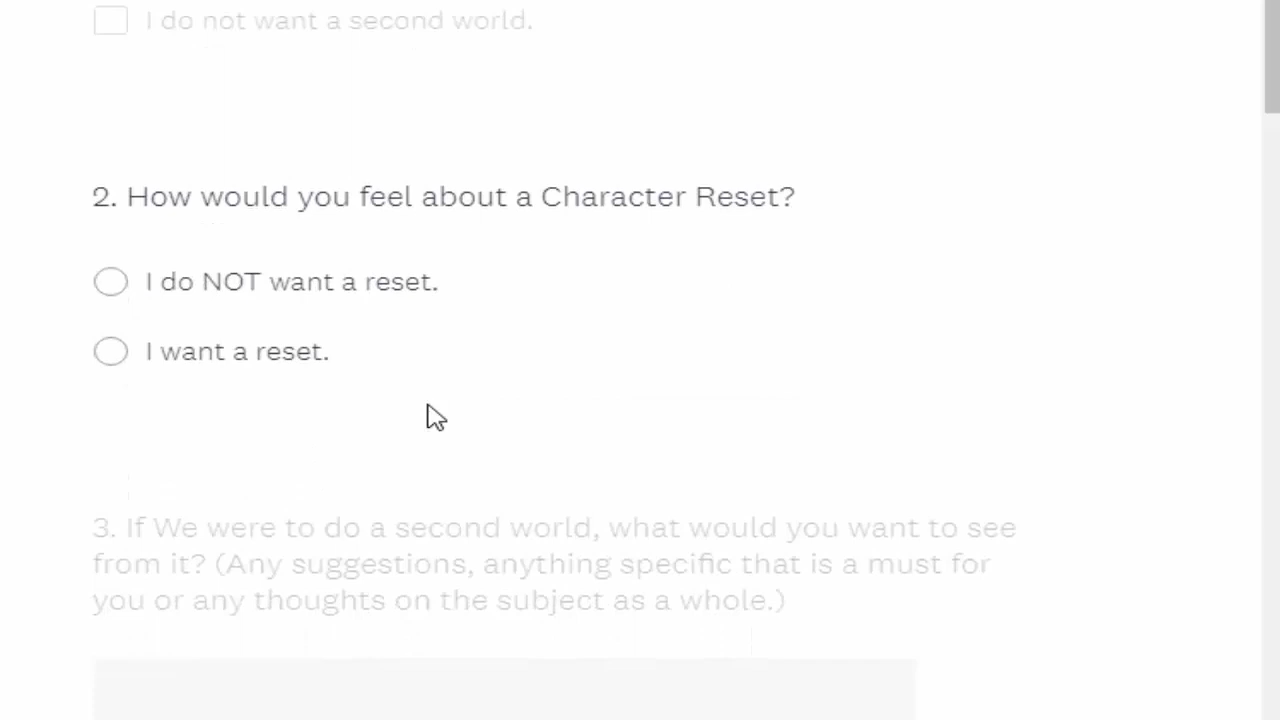 I do not want a second world.
2. How would you feel about a Character Reset?
I do NOT want a reset.
I want a reset.
3. If We were to do a second world, what would you want to see
from it? (Any suggestions, anything specific that is a must for
you or any thoughts on the subject as a whole.)